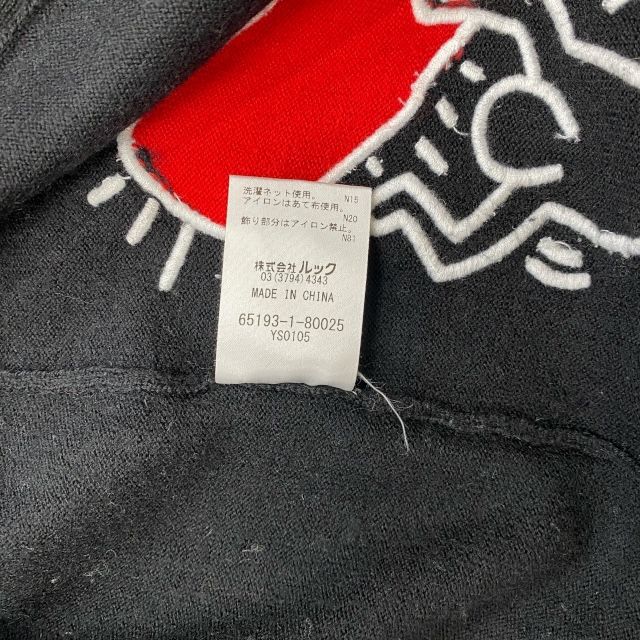 洗濯ネット使用。 N15
アイロンはあて布使用。
N20
飾り部分はアイロン禁止。
N81
株式会社ルック
03(3794)4343
MADE IN CHINA
65193-1-80025
YS0105